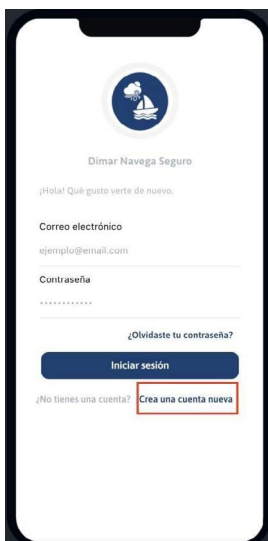 Dimar Navega Seguro
¡Hola! Qué gusto verte de nuevo.
Correo electrónico
ejemplo@email.com
Contraseña
············
¿Olvidaste tu contraseña?
Iniciar sesión
¿No tienes una cuenta? Crea una cuenta nueva